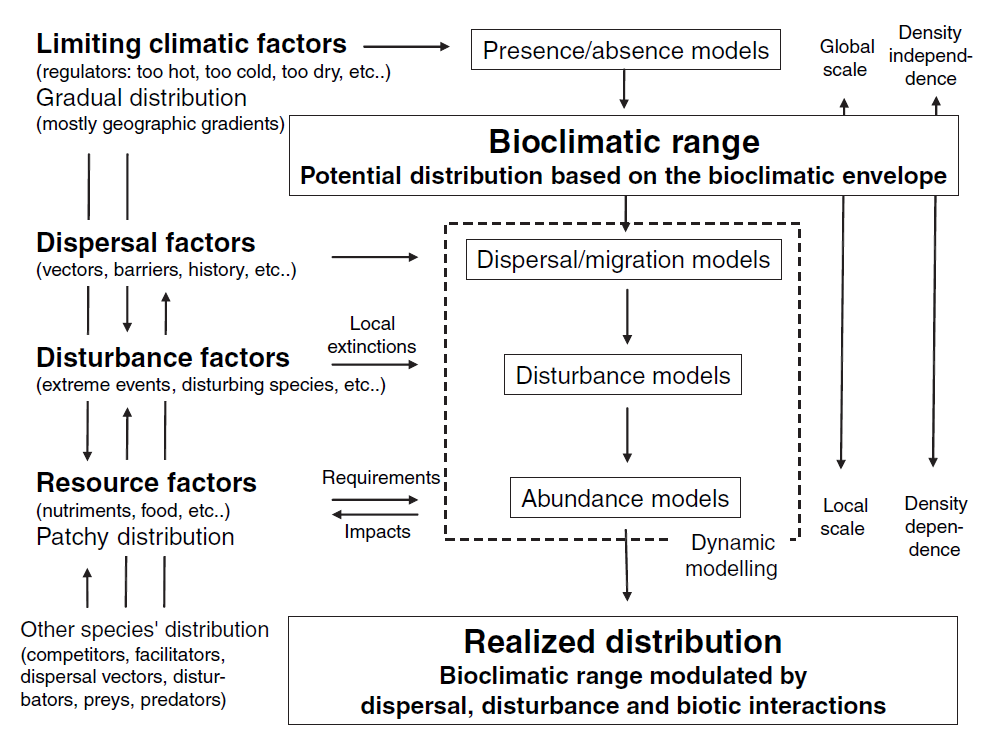 Limiting climatic factors
(regulators: too hot, too cold, too dry, etc..)
Gradual distribution
(mostly geographic gradients)
Presence/absence models
Global
scale
Density
independ-
dence
Bioclimatic range
Potential distribution based on the bioclimatic envelope
Dispersal factors
(vectors, barriers, history, etc..)
Dispersal/migration models
Local
extinctions
Disturbance factors
(extreme events, disturbing species, etc..)
Disturbance models
Resource factors
(nutriments, food, etc..)
Patchy distribution
Requirements
Impacts
Abundance models
Local
scale
Density
depen-
dence
Dynamic
modelling
Other species' distribution
(competitors, facilitators,
dispersal vectors, distur-
bators, preys, predators)
Realized distribution
Bioclimatic range modulated by
dispersal, disturbance and biotic interactions